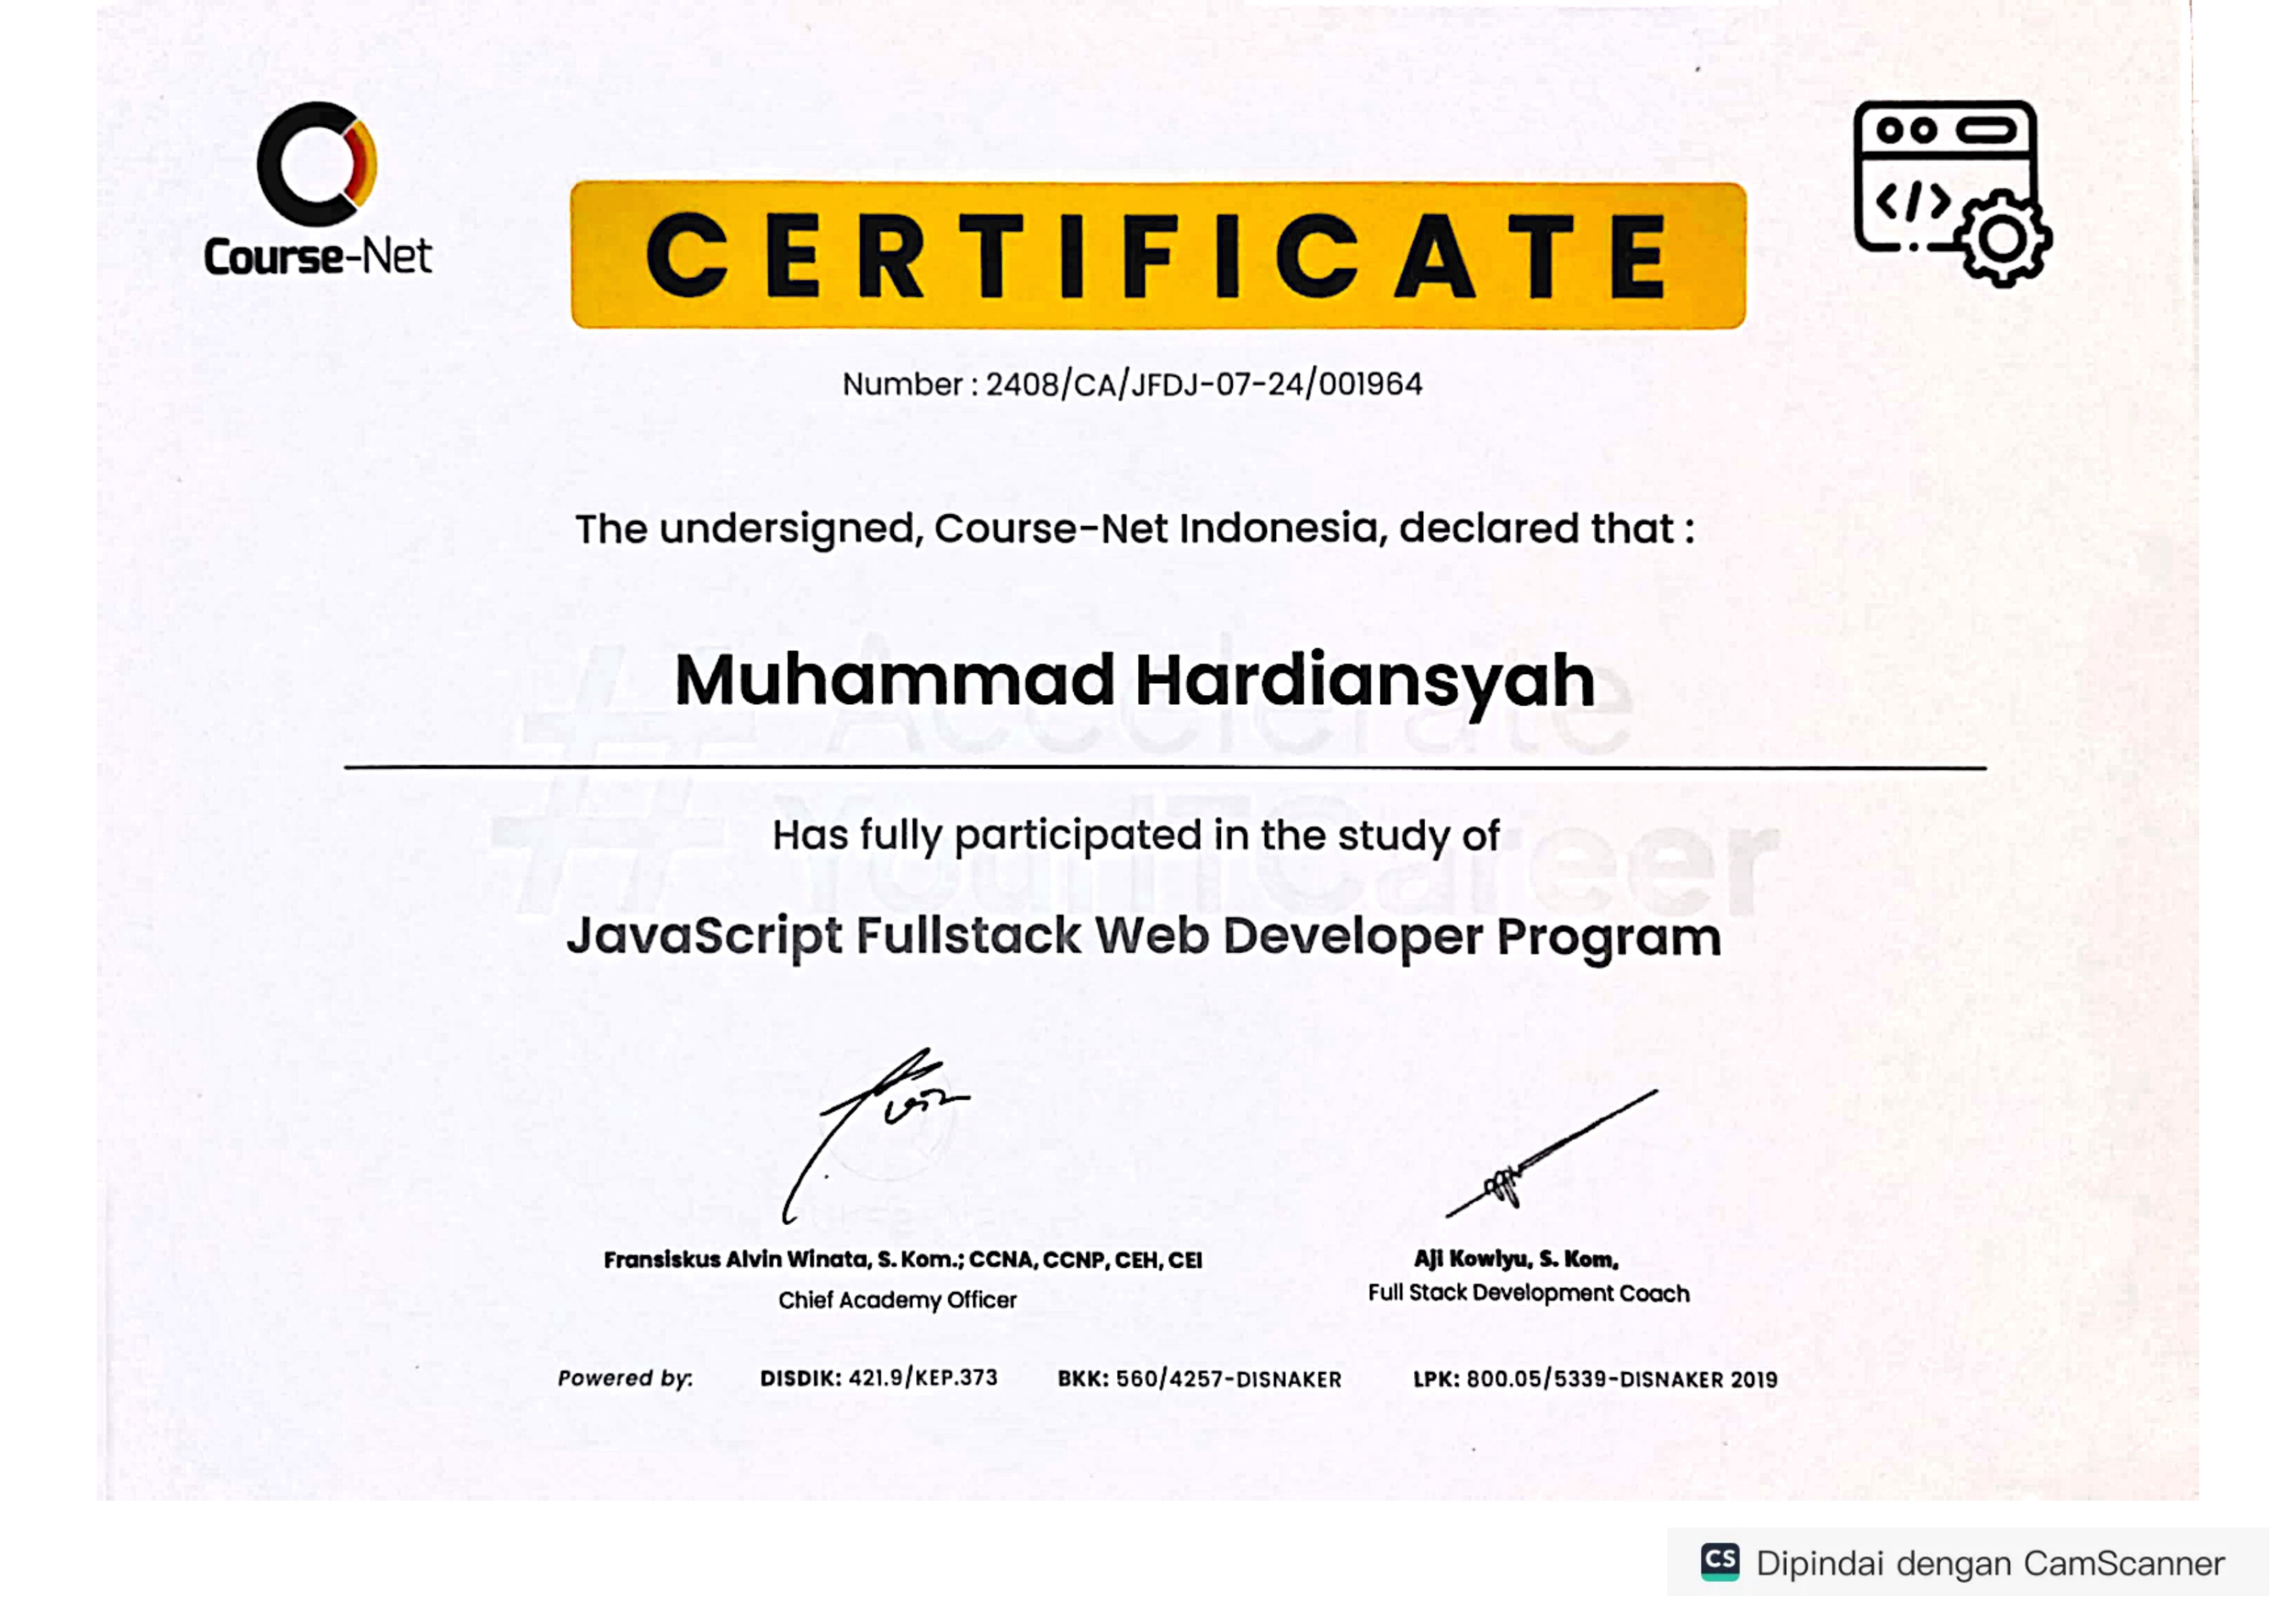 Course-Net
</>
CERTIFICATE
Number : 2408/CA/JFDJ-07-24/001964
The undersigned, Course-Net Indonesia, declared that :
Muhammad Hardiansyah
# Accelerate
YourITCareer
Has fully participated in the study of
JavaScript Fullstack Web Developer Program
Fransiskus Alvin Winata, S. Kom.; CCNA, CCNP, CEH, CEI
Chief Academy Officer
Aji Kowiyu, S. Kom,
Full Stack Development Coach
Powered by: DISDIK: 421.9/KEP.373 BKK: 560/4257-DISNAKER LPK: 800.05/5339-DISNAKER 2019
CS Dipindai dengan CamScanner